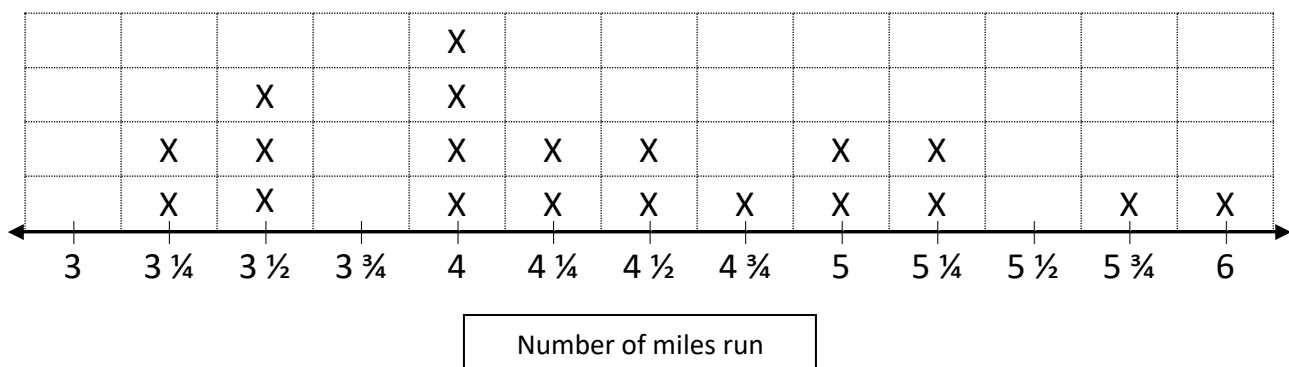 X
X X
X X X X X X X
X X X X X X X X X X
3 3 ¼ 3 ½ 3 ¾ 4 4 ¼ 4 ½ 4 ¾ 5 5 ¼ 5 ½ 5 ¾ 6
Number of miles run